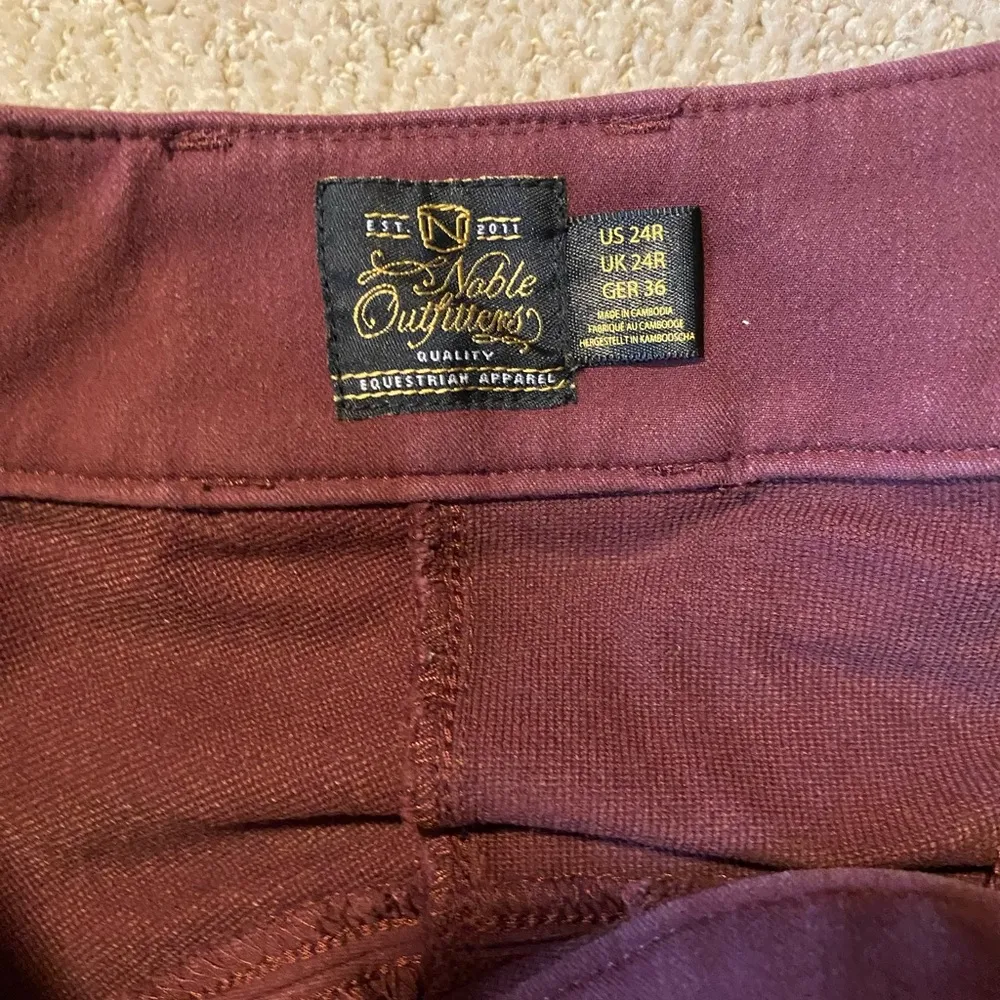 EST. N 2011
Noble
Outfitters
QUALITY
EQUESTRIAN APPAREL
US 24R
UK 24R
GER 36
MADE IN CAMBODIA
FABRIQUÉ AU CAMBODGE
HERGESTELLT IN KAMBODSCHA